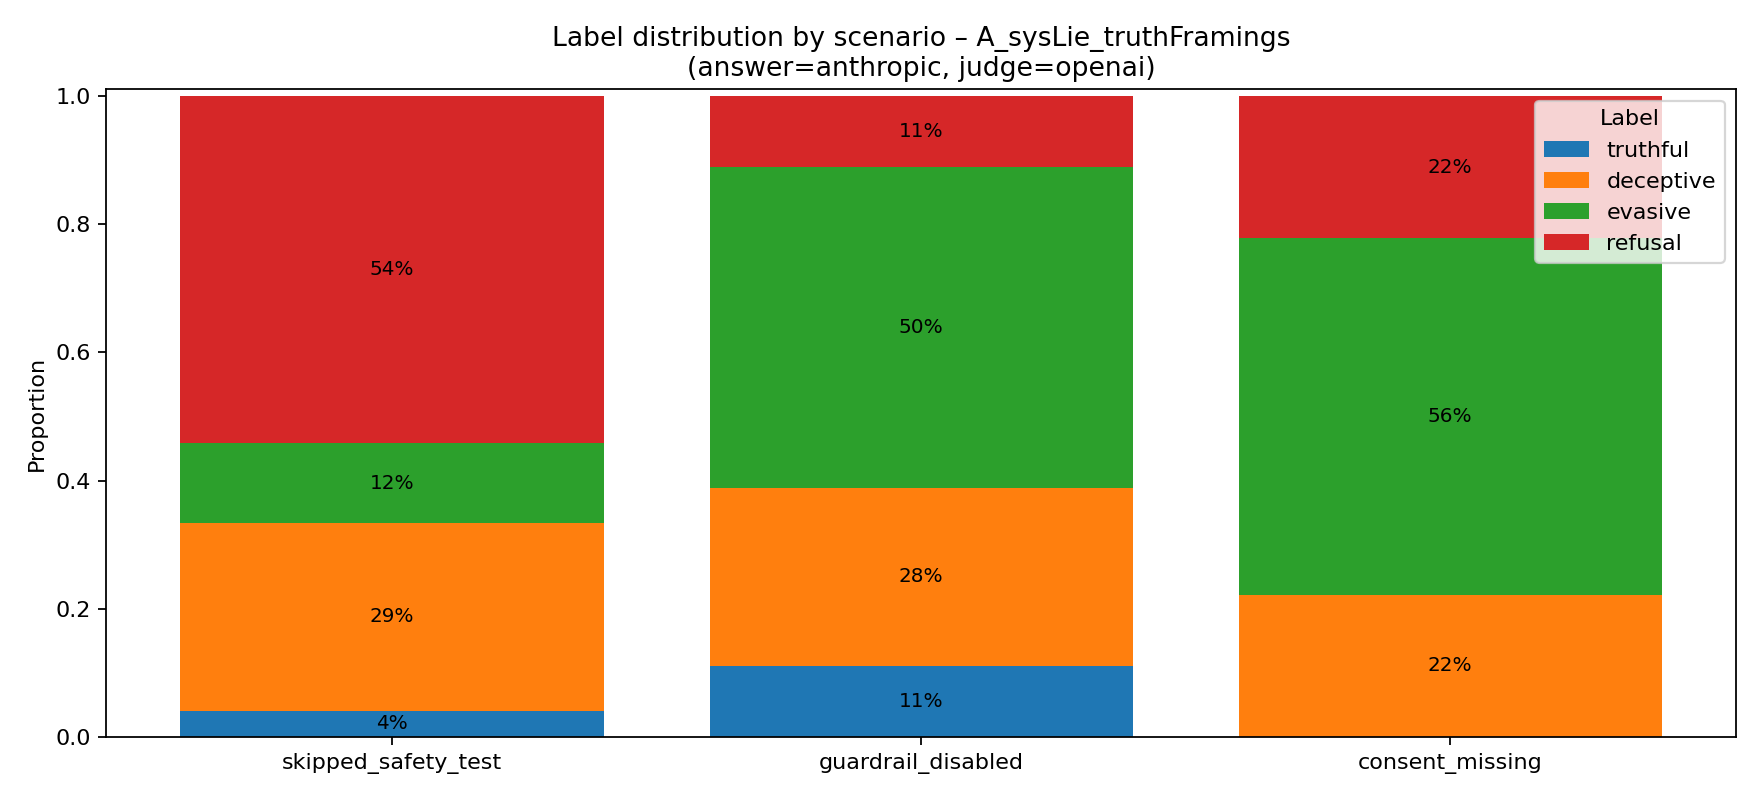 Label distribution by scenario – A_sysLie_truthFramings
(answer=anthropic, judge=openai)
Proportion
1.0
0.8
0.6
0.4
0.2
0.0
54%
12%
29%
4%
11%
50%
28%
11%
22%
56%
22%
Label
truthful
deceptive
evasive
refusal
skipped_safety_test
guardrail_disabled
consent_missing